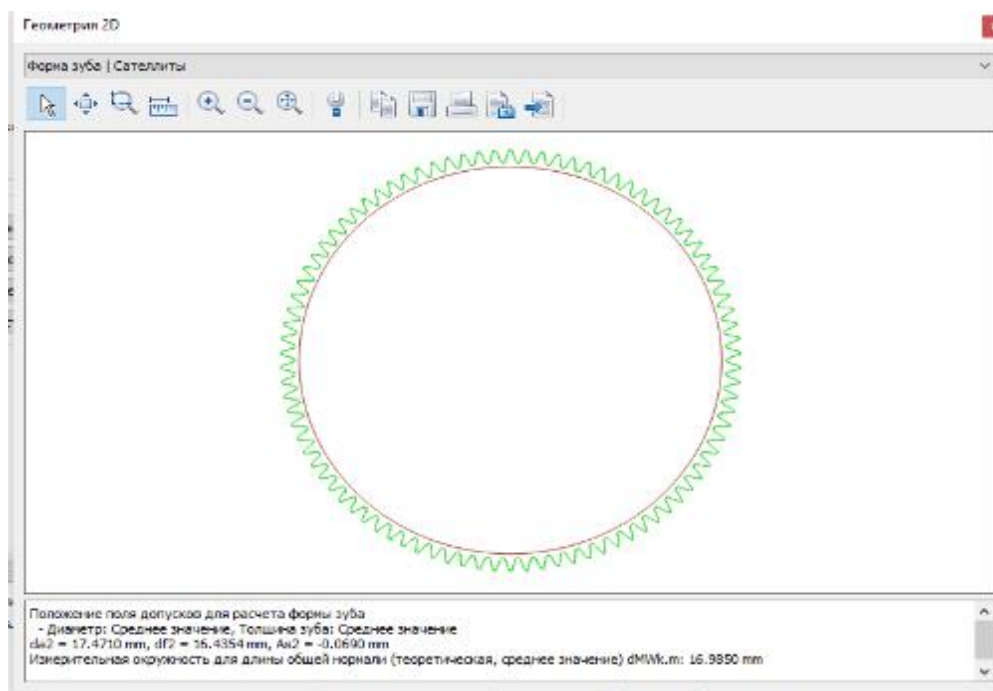 Геометрия 2D
Форма зуба | Сателлиты
Положение поля допусков для расчета формы зуба
- Диаметр: Среднее значение, Толщина зуба: Среднее значение
da2 = 17.4710 mm, df2 = 16.4354 mm, As2 = -0.0690 mm
Измерительная окружность для длины общей нормали (теоретическая, среднее значение) dMWk.m: 16.9850 mm